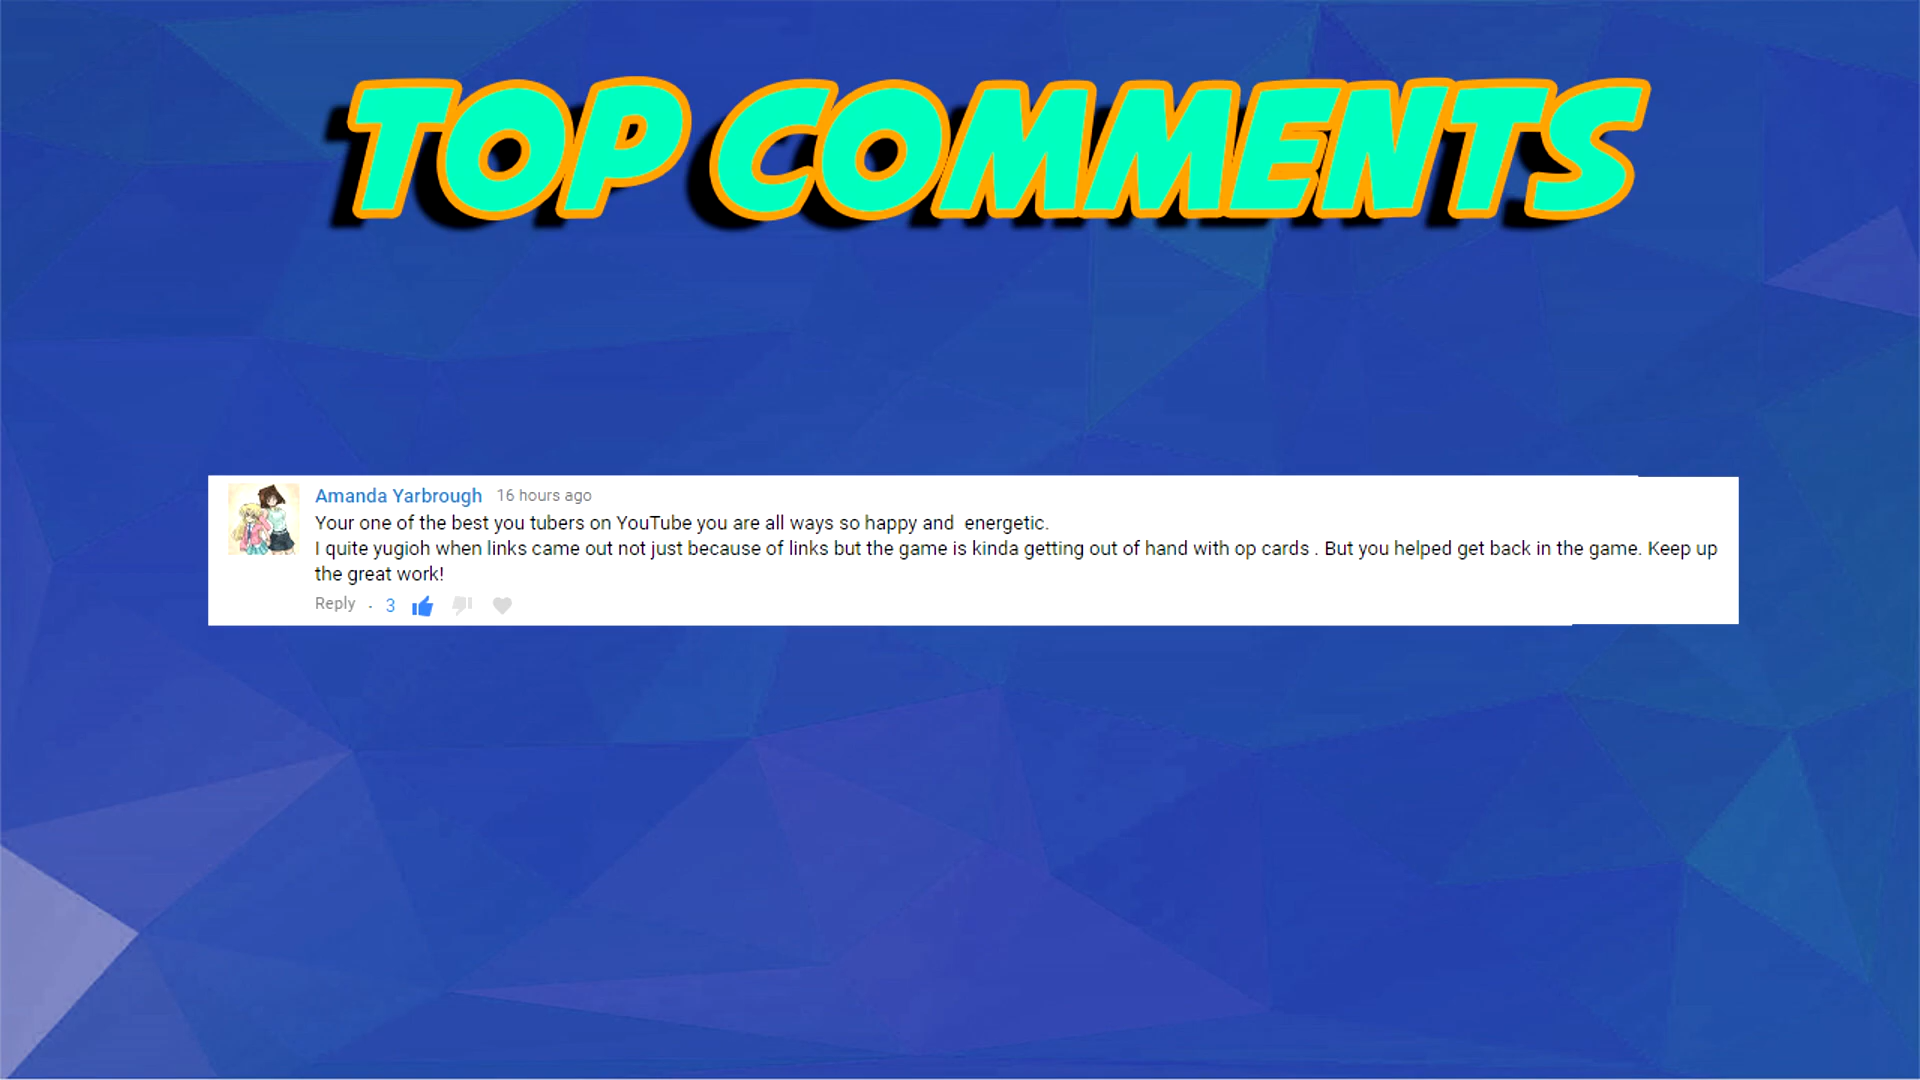 TOP COMMENTS
Amanda Yarbrough 16 hours ago
Your one of the best you tubers on YouTube you are all ways so happy and energetic.
I quite yugioh when links came out not just because of links but the game is kinda getting out of hand with op cards . But you helped get back in the game. Keep up
the great work!
Reply . 3